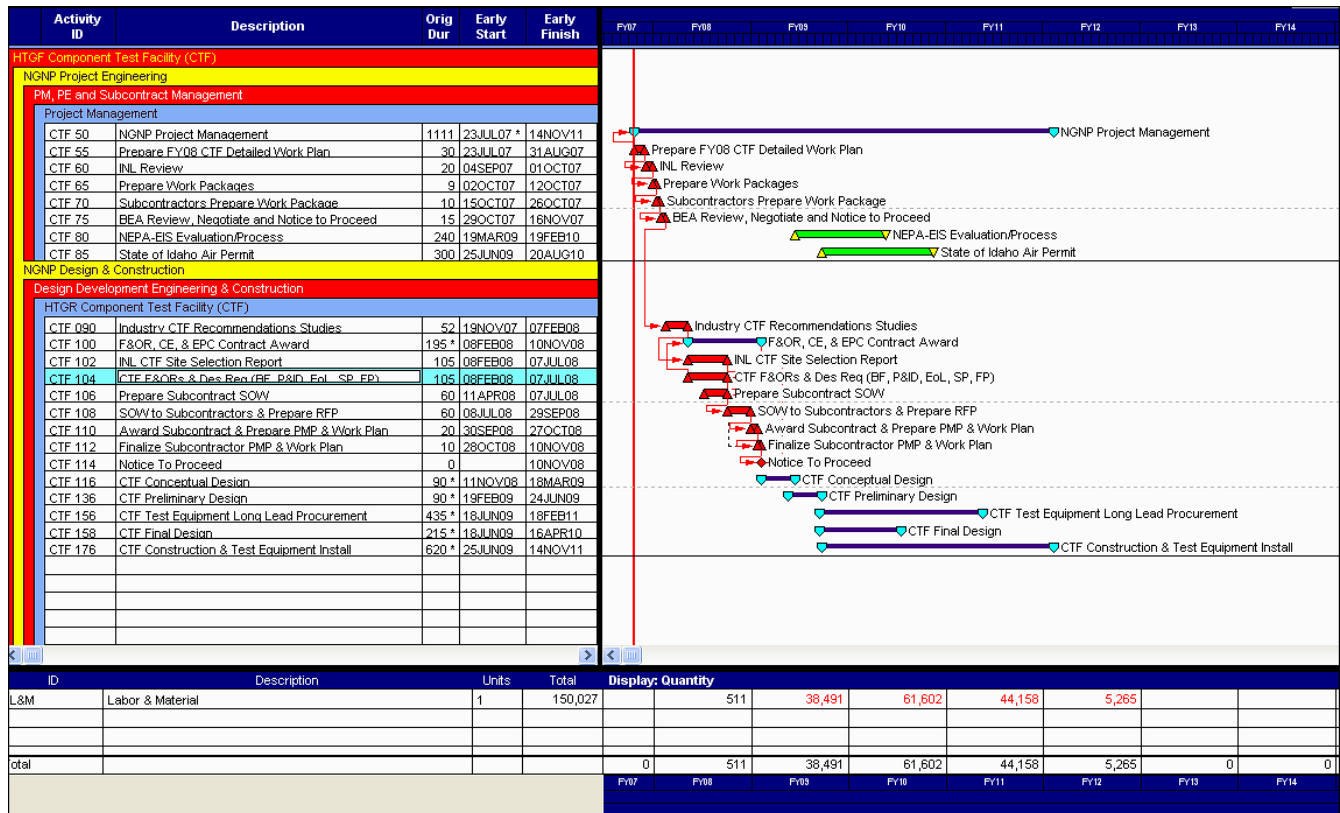 Activity ID Description Orig Dur Early Start Early Finish FY07 FY08 FY09 FY10 FY11 FY12 FY13 FY14
HTGF Component Test Facility (CTF)
NGNP Project Engineering
PM, PE and Subcontract Management
Project Management
CTF 50 NGNP Project Management 1111 23JUL07 * 14NOV11 NGNP Project Management
CTF 55 Prepare FY08 CTF Detailed Work Plan 30 23JUL07 31AUG07 Prepare FY08 CTF Detailed Work Plan
CTF 60 INL Review 20 04SEP07 01OCT07 INL Review
CTF 65 Prepare Work Packages 9 02OCT07 12OCT07 Prepare Work Packages
CTF 70 Subcontractors Prepare Work Package 10 15OCT07 26OCT07 Subcontractors Prepare Work Package
CTF 75 BEA Review, Negotiate and Notice to Proceed 15 29OCT07 16NOV07 BEA Review, Negotiate and Notice to Proceed
CTF 80 NEPA-EIS Evaluation/Process 240 19MAR09 19FEB10 NEPA-EIS Evaluation/Process
CTF 85 State of Idaho Air Permit 300 25JUN09 20AUG10 State of Idaho Air Permit
NGNP Design & Construction
Design Development Engineering & Construction
HTGR Component Test Facility (CTF)
CTF 090 Industry CTF Recommendations Studies 52 19NOV07 07FEB08 Industry CTF Recommendations Studies
CTF 100 F&OR, CE, & EPC Contract Award 195 * 08FEB08 10NOV08 F&OR, CE, & EPC Contract Award
CTF 102 INL CTF Site Selection Report 105 08FEB08 07JUL08 INL CTF Site Selection Report
CTF 104 CTF F&ORs & Des Req (BF, P&ID, EoL, SP, FP) 105 08FEB08 07JUL08 CTF F&ORs & Des Req (BF, P&ID, EoL, SP, FP)
CTF 106 Prepare Subcontract SOW 60 11APR08 07JUL08 Prepare Subcontract SOW
CTF 108 SOW to Subcontractors & Prepare RFP 60 08JUL08 29SEP08 SOW to Subcontractors & Prepare RFP
CTF 110 Award Subcontract & Prepare PMP & Work Plan 20 30SEP08 27OCT08 Award Subcontract & Prepare PMP & Work Plan
CTF 112 Finalize Subcontractor PMP & Work Plan 10 28OCT08 10NOV08 Finalize Subcontractor PMP & Work Plan
CTF 114 Notice To Proceed 0 10NOV08 Notice To Proceed
CTF 116 CTF Conceptual Design 90 * 11NOV08 18MAR09 CTF Conceptual Design
CTF 136 CTF Preliminary Design 90 * 19FEB09 24JUN09 CTF Preliminary Design
CTF 156 CTF Test Equipment Long Lead Procurement 435 * 18JUN09 18FEB11 CTF Test Equipment Long Lead Procurement
CTF 158 CTF Final Design 215 * 18JUN09 16APR10 CTF Final Design
CTF 176 CTF Construction & Test Equipment Install 620 * 25JUN09 14NOV11 CTF Construction & Test Equipment Install
ID Description Units Total Display: Quantity
L&M Labor & Material 1 150,027 511 38,491 61,602 44,158 5,265
otal 0 511 38,491 61,602 44,158 5,265 0 0
FY07 FY08 FY09 FY10 FY11 FY12 FY13 FY14